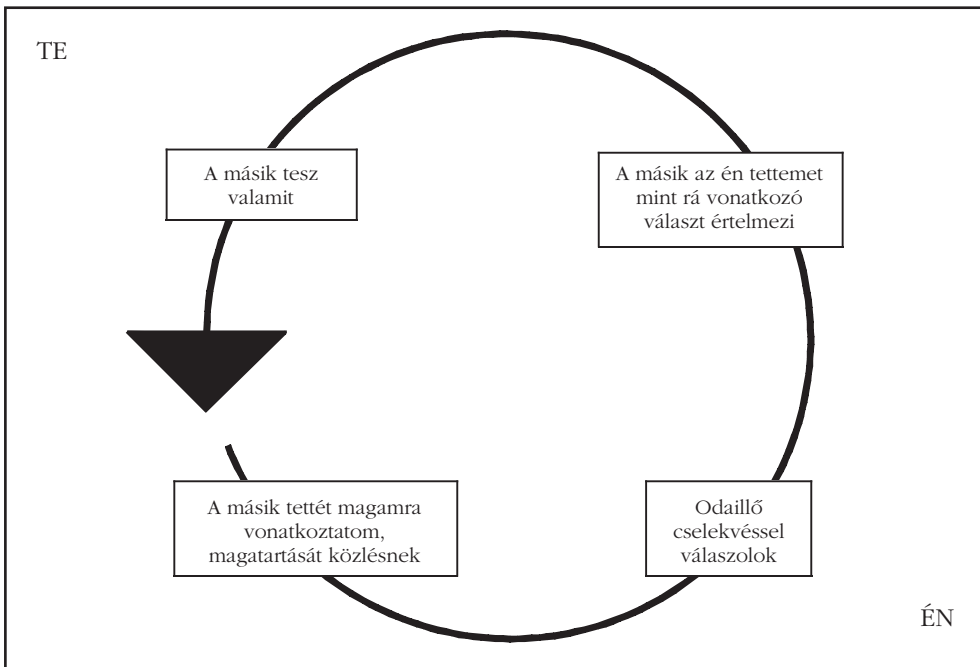 TE
A másik tesz
valamit
A másik az én tettemet
mint rá vonatkozó
választ értelmezi
A másik tettét magamra
vonatkoztatom,
magatartását közlésnek
Odaillő
cselekvéssel
válaszolok
ÉN